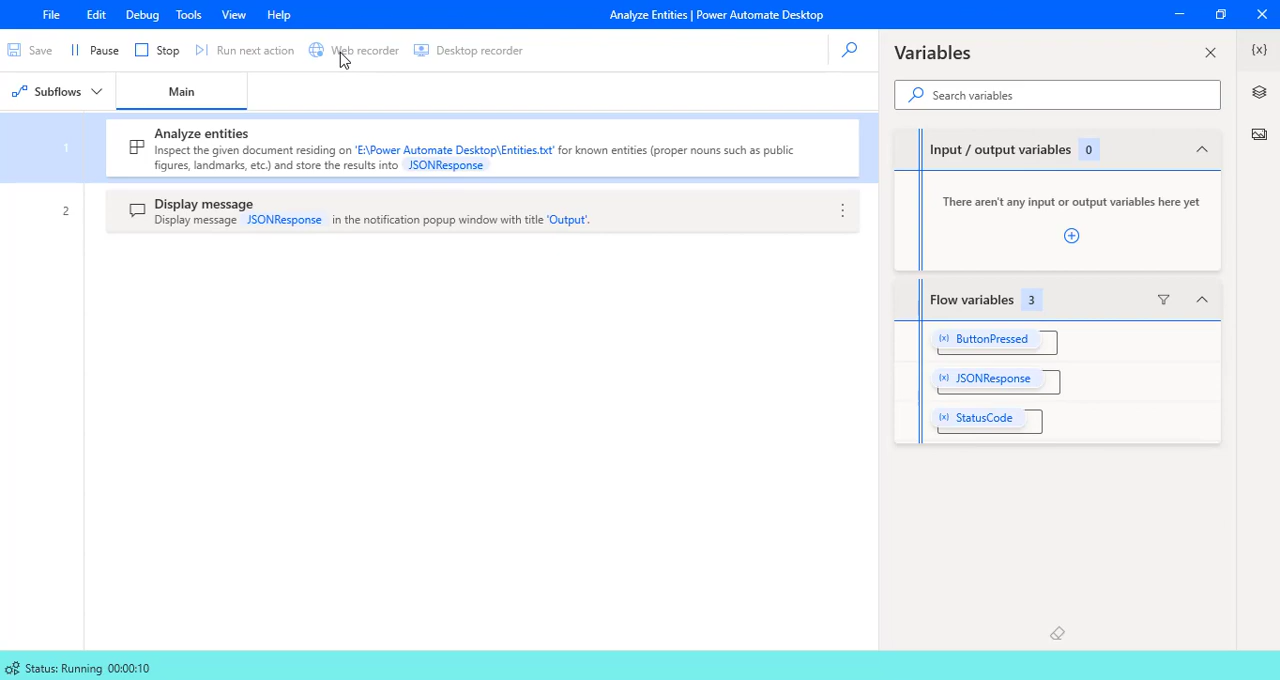 File Edit Debug Tools View Help Analyze Entities | Power Automate Desktop
Save Pause Stop Run next action Web recorder Desktop recorder
Subflows Main
1
Analyze entities
Inspect the given document residing on 'E:\Power Automate Desktop\Entities.txt' for known entities (proper nouns such as public
figures, landmarks, etc.) and store the results into JSONResponse
2
Display message
Display message JSONResponse in the notification popup window with title 'Output'.
Variables
{x}
Search variables
Input / output variables 0
There aren't any input or output variables here yet
Flow variables 3
(x) ButtonPressed
(x) JSONResponse
(x) StatusCode
Status: Running 00:00:10